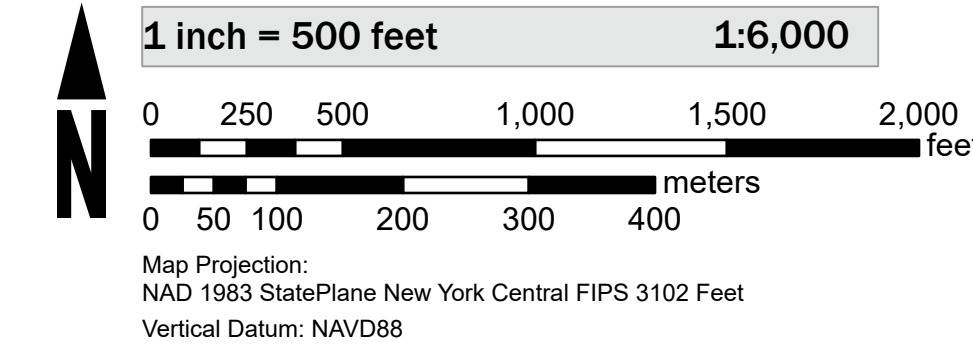 1 inch = 500 feet 1:6,000
0 250 500 1,000 1,500 2,000
feet
meters
0 50 100 200 300 400
N
Map Projection:
NAD 1983 StatePlane New York Central FIPS 3102 Feet
Vertical Datum: NAVD88